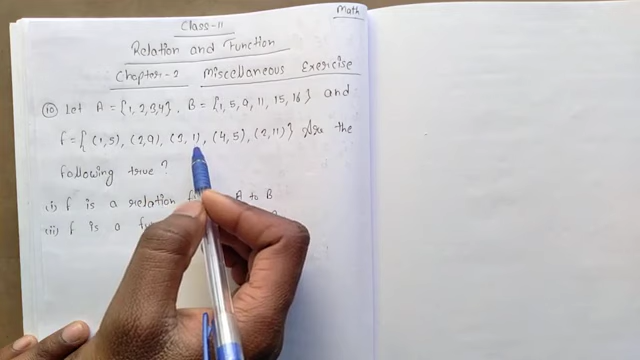 Math
Class-11
Relation and Function
Chapter-2 Miscellaneous Exercise
(10) Let A = {1, 2, 3, 4}, B = {1, 5, 9, 11, 15, 16} and
f = { (1, 5), (2, 9), (3, 1), (4, 5), (2, 11)} Are the
following true?
(i) f is a relation A to B
(ii) f is a